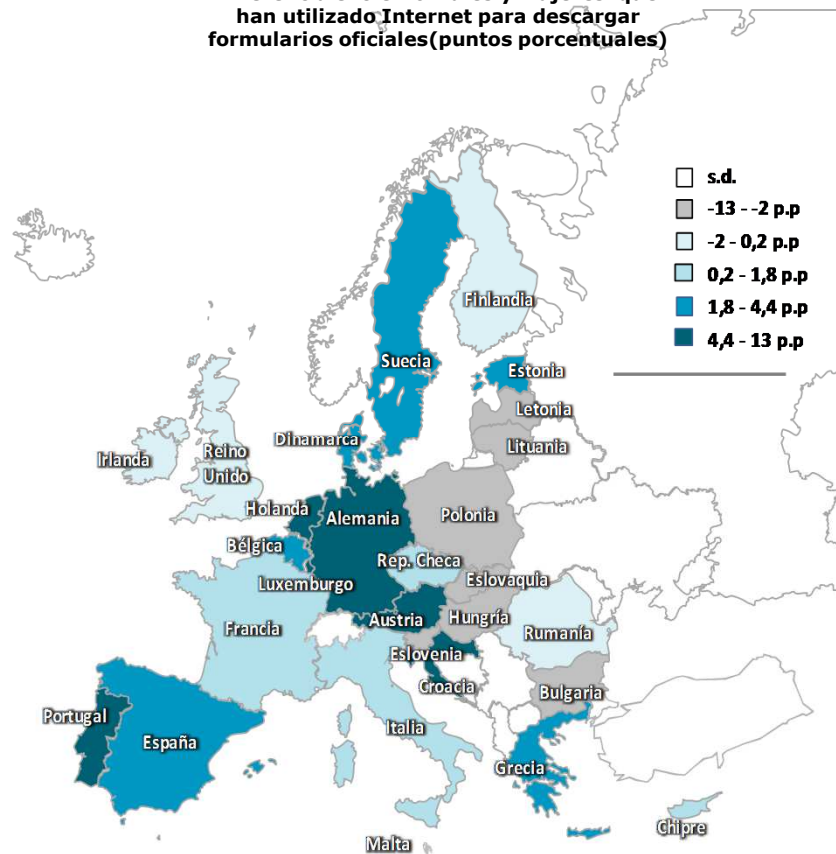 han utilizado Internet para descargar
formularios oficiales(puntos porcentuales)
s.d.
-13 - -2 p.p
-2 - 0,2 p.p
0,2 - 1,8 p.p
1,8 - 4,4 p.p
4,4 - 13 p.p
Finlandia
Suecia
Estonia
Letonia
Lituania
Dinamarca
Irlanda
Reino
Unido
Holanda
Alemania
Polonia
Bélgica
Rep. Checa
Luxemburgo
Eslovaquia
Austria
Hungría
Francia
Rumanía
Eslovenia
Croacia
Bulgaria
Portugal
España
Italia
Grecia
Chipre
Malta